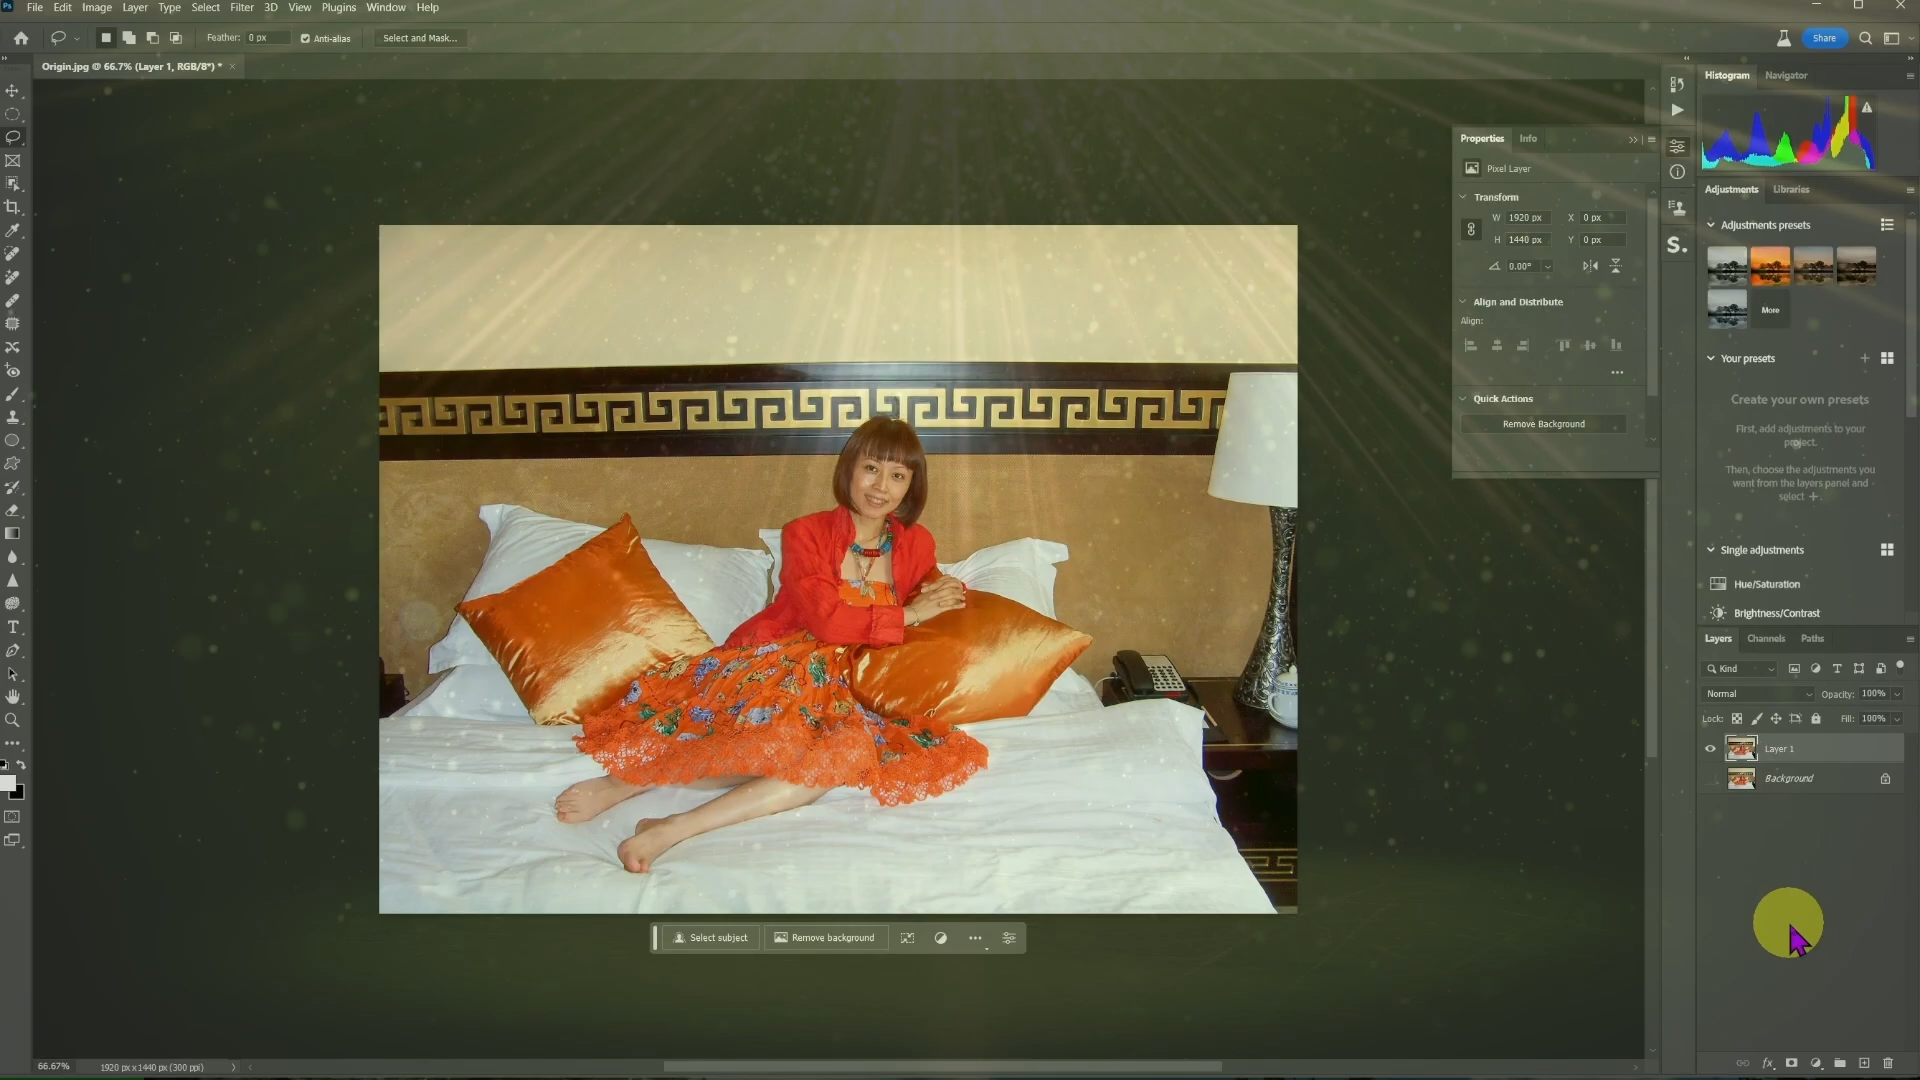 Ps File Edit Image Layer Type Select Filter 3D View Plugins Window Help
Feather: 0 px Anti-alias Select and Mask... Share
Origin.jpg @ 66.7% (Layer 1, RGB/8*) *
Histogram Navigator
Properties Info
Pixel Layer
Transform
W 1920 px X 0 px
H 1440 px Y 0 px
0.00°
Align and Distribute
Align:
Quick Actions
Remove Background
S.
Adjustments Libraries
Adjustments presets
More
Your presets
Create your own presets
First, add adjustments to your
project.
Then, choose the adjustments you
want from the layers panel and
select +.
Single adjustments
Hue/Saturation
Brightness/Contrast
Layers Channels Paths
Kind
Normal Opacity: 100%
Lock: Fill: 100%
Layer 1
Background
Select subject Remove background
66.67% 1920 px x 1440 px (300 ppi)